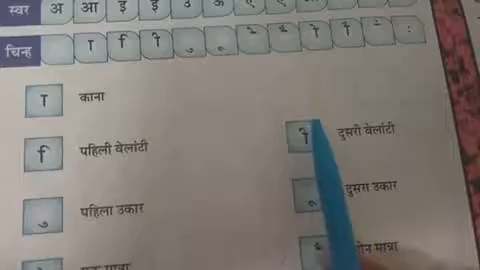 स्वर अ आ इ ई उ ऊ ए ऐ
चिन्ह ा ि ी ु ू े ै ो ौ ं ः
ा काना
ि पहिली वेलांटी
ी दुसरी वेलांटी
ु पहिला उकार
ू दुसरा उकार
मात्रा